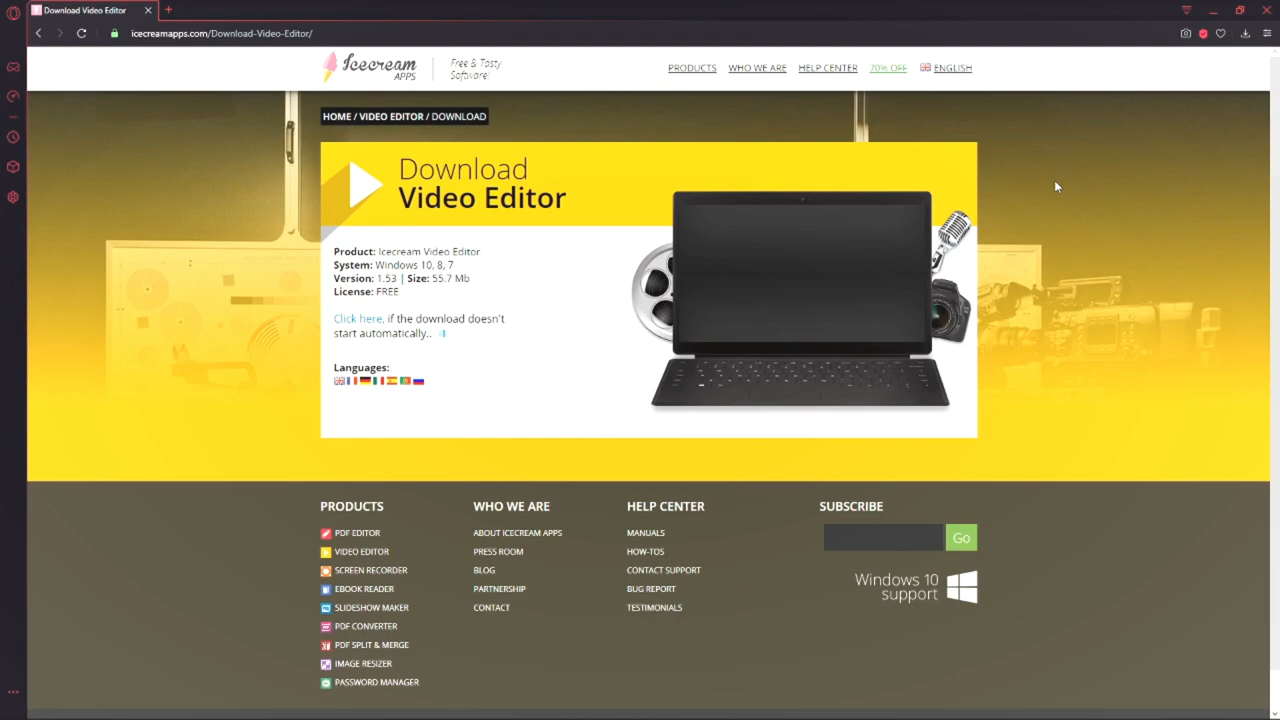 Download Video Editor
icecreamapps.com/Download-Video-Editor/
Icecream
APPS
Free & Tasty
Software!
PRODUCTS
WHO WE ARE
HELP CENTER
70% OFF
ENGLISH
HOME / VIDEO EDITOR / DOWNLOAD
Download
Video Editor
Product: Icecream Video Editor
System: Windows 10, 8, 7
Version: 1.53 | Size: 55.7 Mb
License: FREE
Click here, if the download doesn't
start automatically..
Languages:
PRODUCTS
PDF EDITOR
VIDEO EDITOR
SCREEN RECORDER
EBOOK READER
SLIDESHOW MAKER
PDF CONVERTER
PDF SPLIT & MERGE
IMAGE RESIZER
PASSWORD MANAGER
WHO WE ARE
ABOUT ICECREAM APPS
PRESS ROOM
BLOG
PARTNERSHIP
CONTACT
HELP CENTER
MANUALS
HOW-TOS
CONTACT SUPPORT
BUG REPORT
TESTIMONIALS
SUBSCRIBE
Go
Windows 10
support